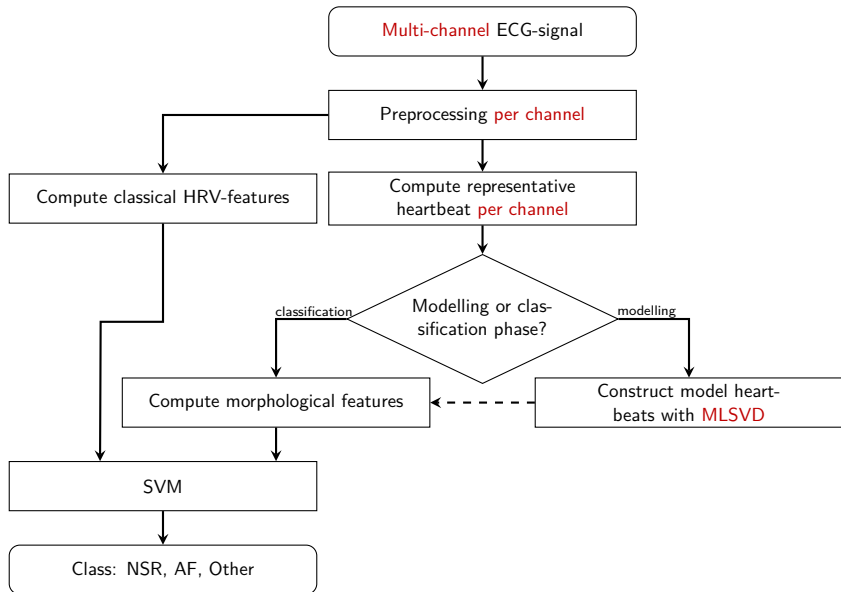 Multi-channel ECG-signal
Preprocessing per channel
Compute classical HRV-features
Compute representative
heartbeat per channel
classification
Modelling or clas-
sification phase?
modelling
Compute morphological features
Construct model heart-
beats with MLSVD
SVM
Class: NSR, AF, Other